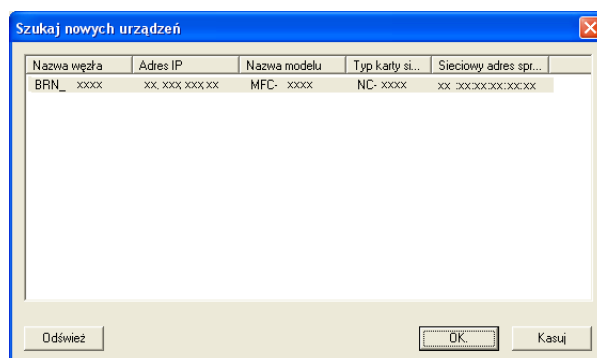 Szukaj nowych urządzeń
Nazwa węzła Adres IP Nazwa modelu Typ karty si... Sieciowy adres spr...
BRN_ xxxx xx, xxx, xxx, xx MFC- xxxx NC- xxxx xx :xx:xx:xx:xx:xx
Odśwież OK. Kasuj